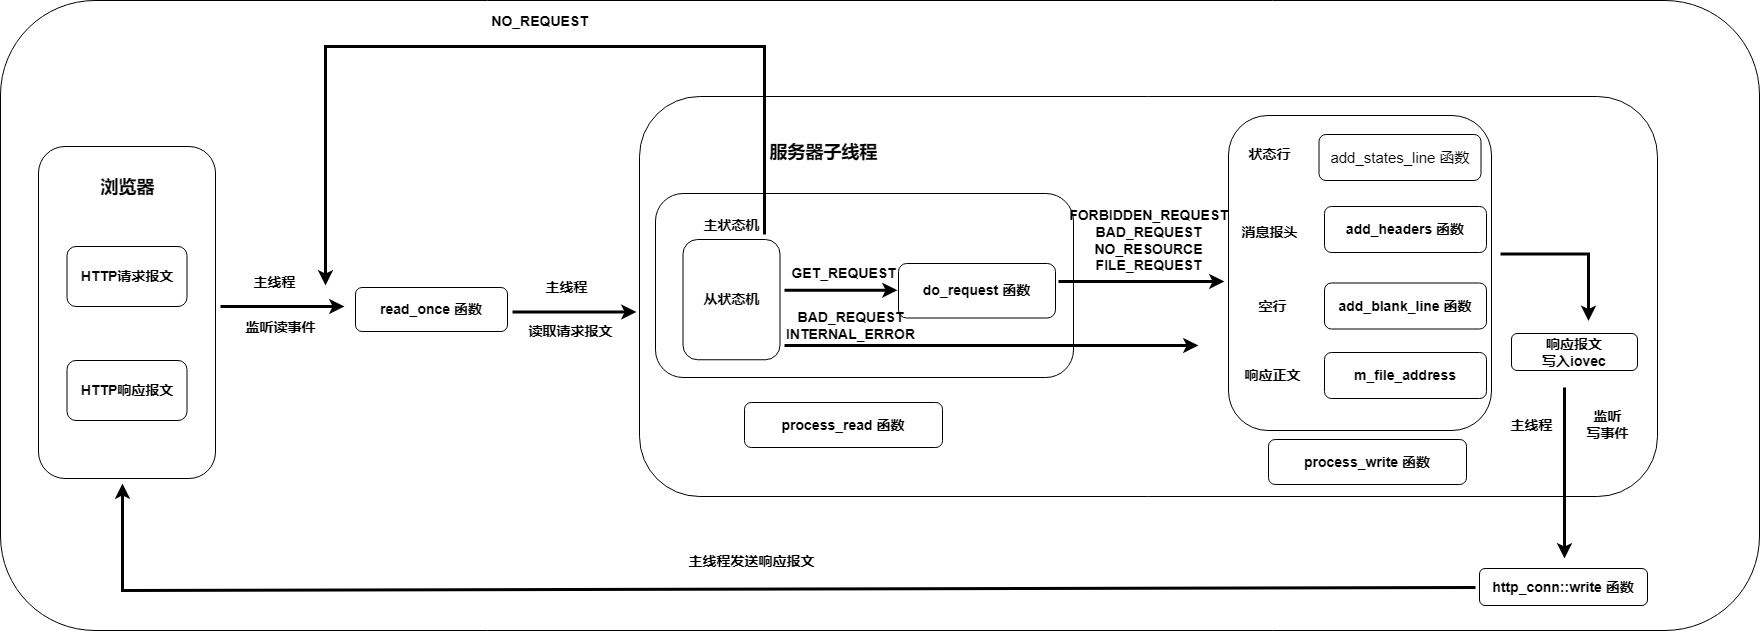 NO_REQUEST
浏览器
HTTP请求报文
HTTP响应报文
主线程
监听读事件
read_once 函数
主线程
读取请求报文
服务器子线程
主状态机
从状态机
GET_REQUEST
do_request 函数
BAD_REQUEST
INTERNAL_ERROR
process_read 函数
FORBIDDEN_REQUEST
BAD_REQUEST
NO_RESOURCE
FILE_REQUEST
状态行
add_states_line 函数
消息报头
add_headers 函数
空行
add_blank_line 函数
响应正文
m_file_address
process_write 函数
响应报文
写入iovec
主线程
监听
写事件
http_conn::write 函数
主线程发送响应报文